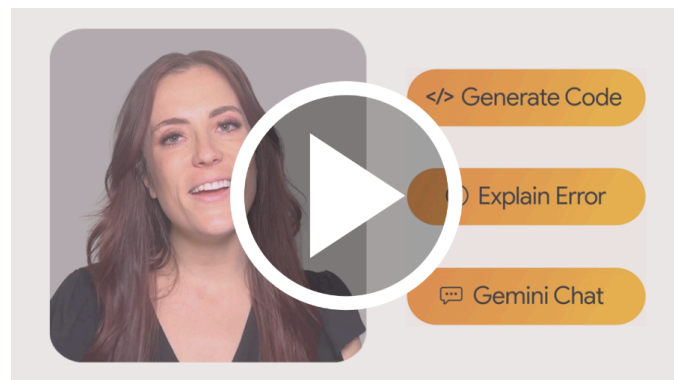 </> Generate Code
Explain Error
Gemini Chat